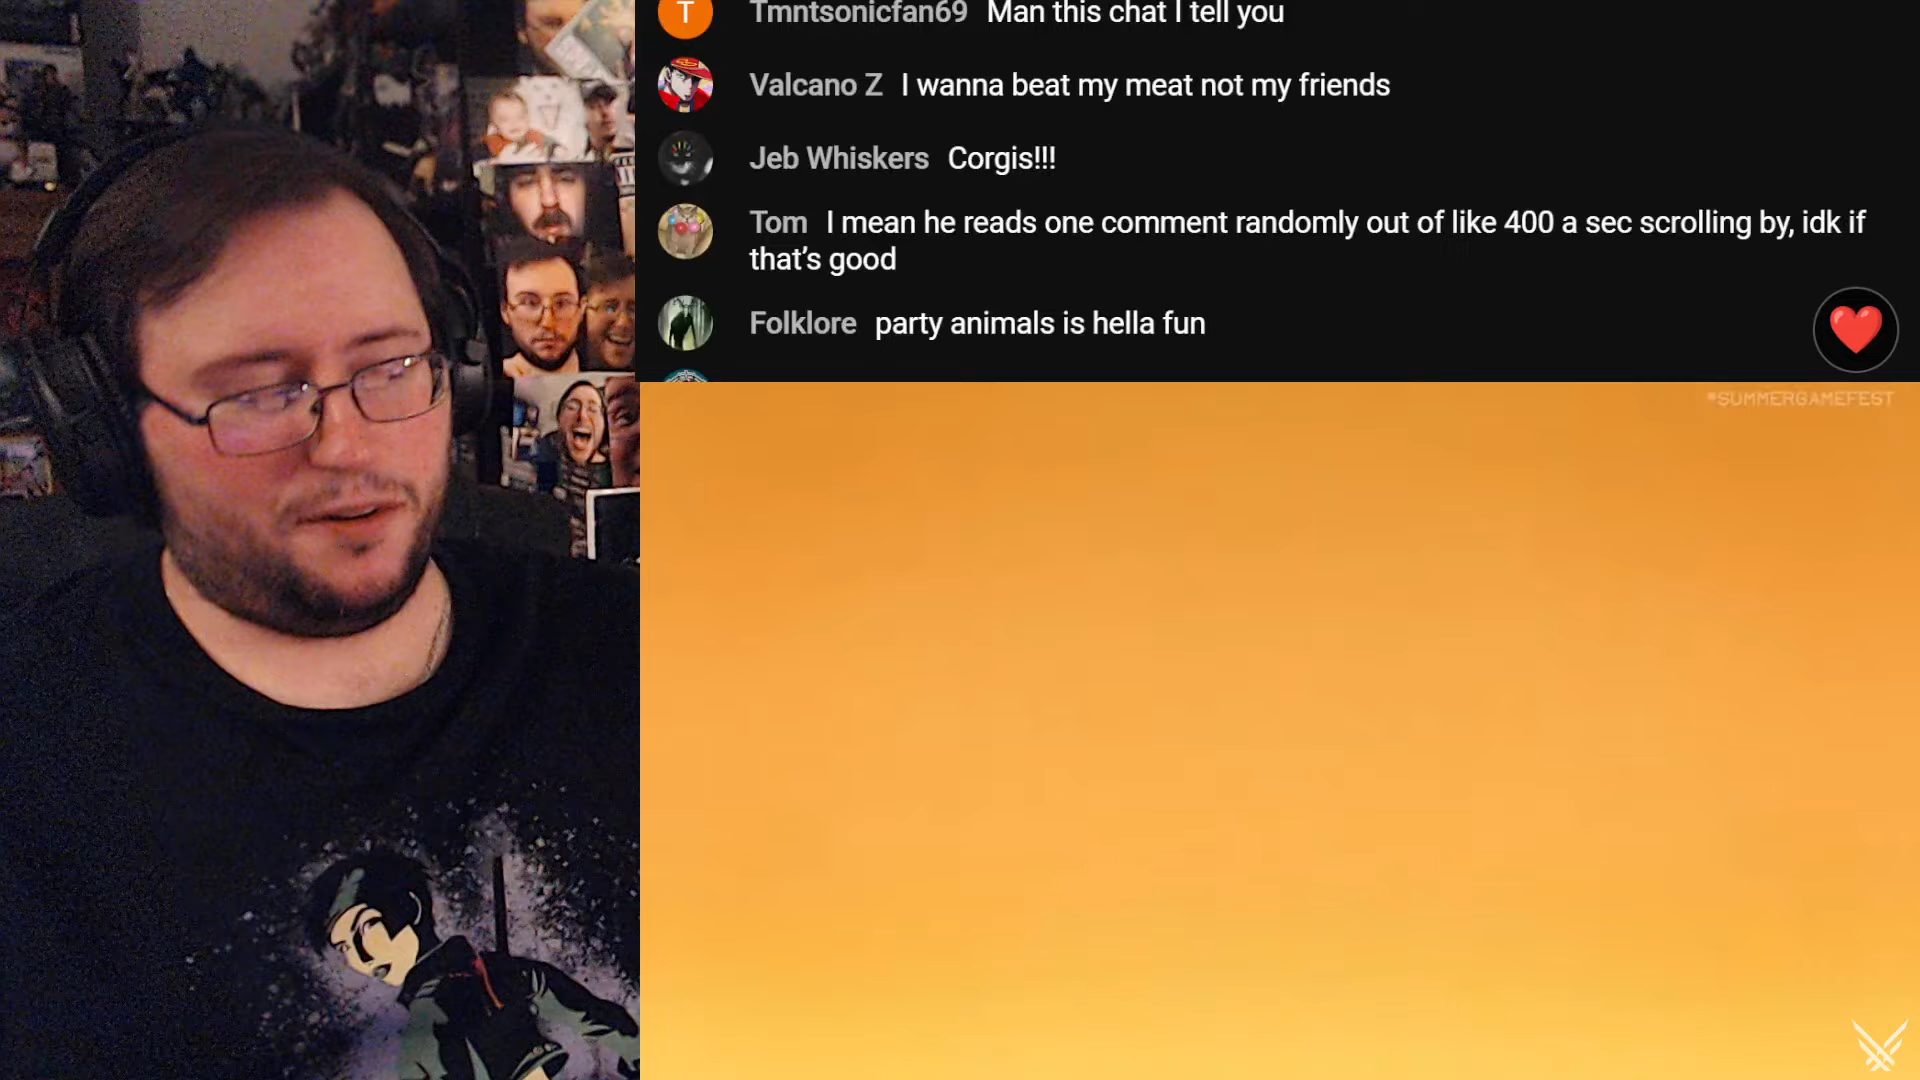 T Tmntsonicfan69 Man this chat I tell you
Valcano Z I wanna beat my meat not my friends
Jeb Whiskers Corgis!!!
Tom I mean he reads one comment randomly out of like 400 a sec scrolling by, idk if
that’s good
Folklore party animals is hella fun
#SUMMERGAMEFEST